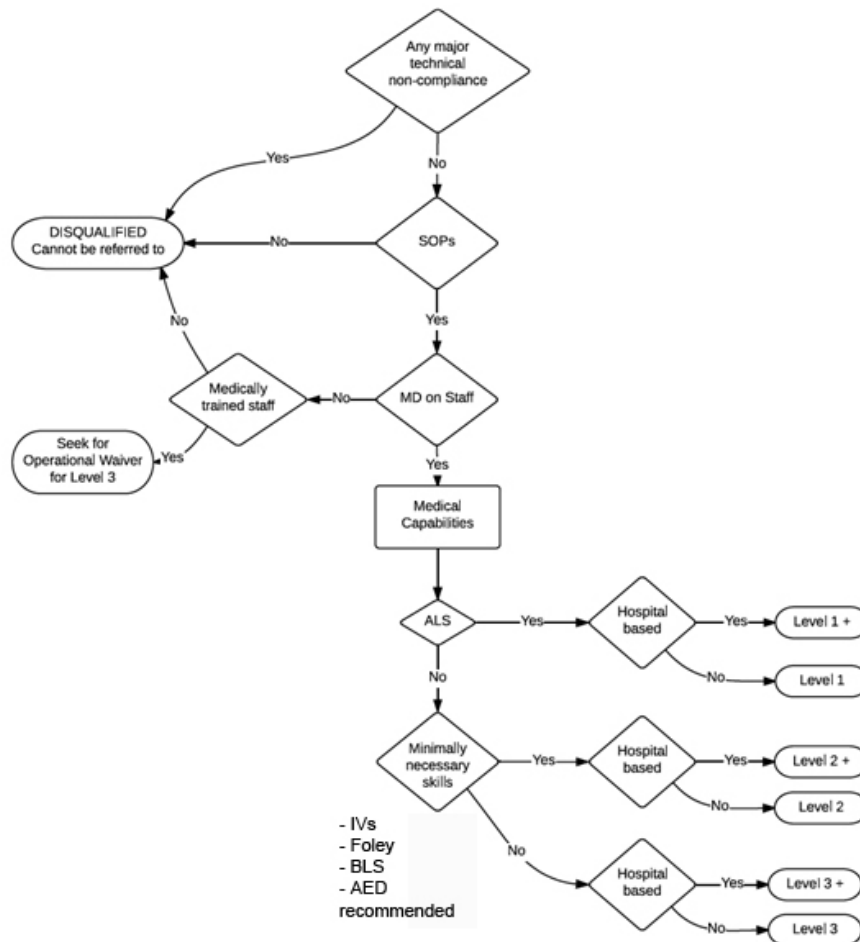 Any major
technical
non-compliance
Yes
No
DISQUALIFIED
Cannot be referred to
No
SOPs
No
Yes
Medically
trained staff
No
MD on Staff
Seek for
Operational Waiver
for Level 3
Yes
Yes
Medical
Capabilities
ALS
Yes
Hospital
based
Yes
Level 1 +
No
Level 1
No
Minimally
necessary
skills
Yes
Hospital
based
Yes
Level 2 +
No
Level 2
- IVs
- Foley
- BLS
- AED
recommended
No
Hospital
based
Yes
Level 3 +
No
Level 3